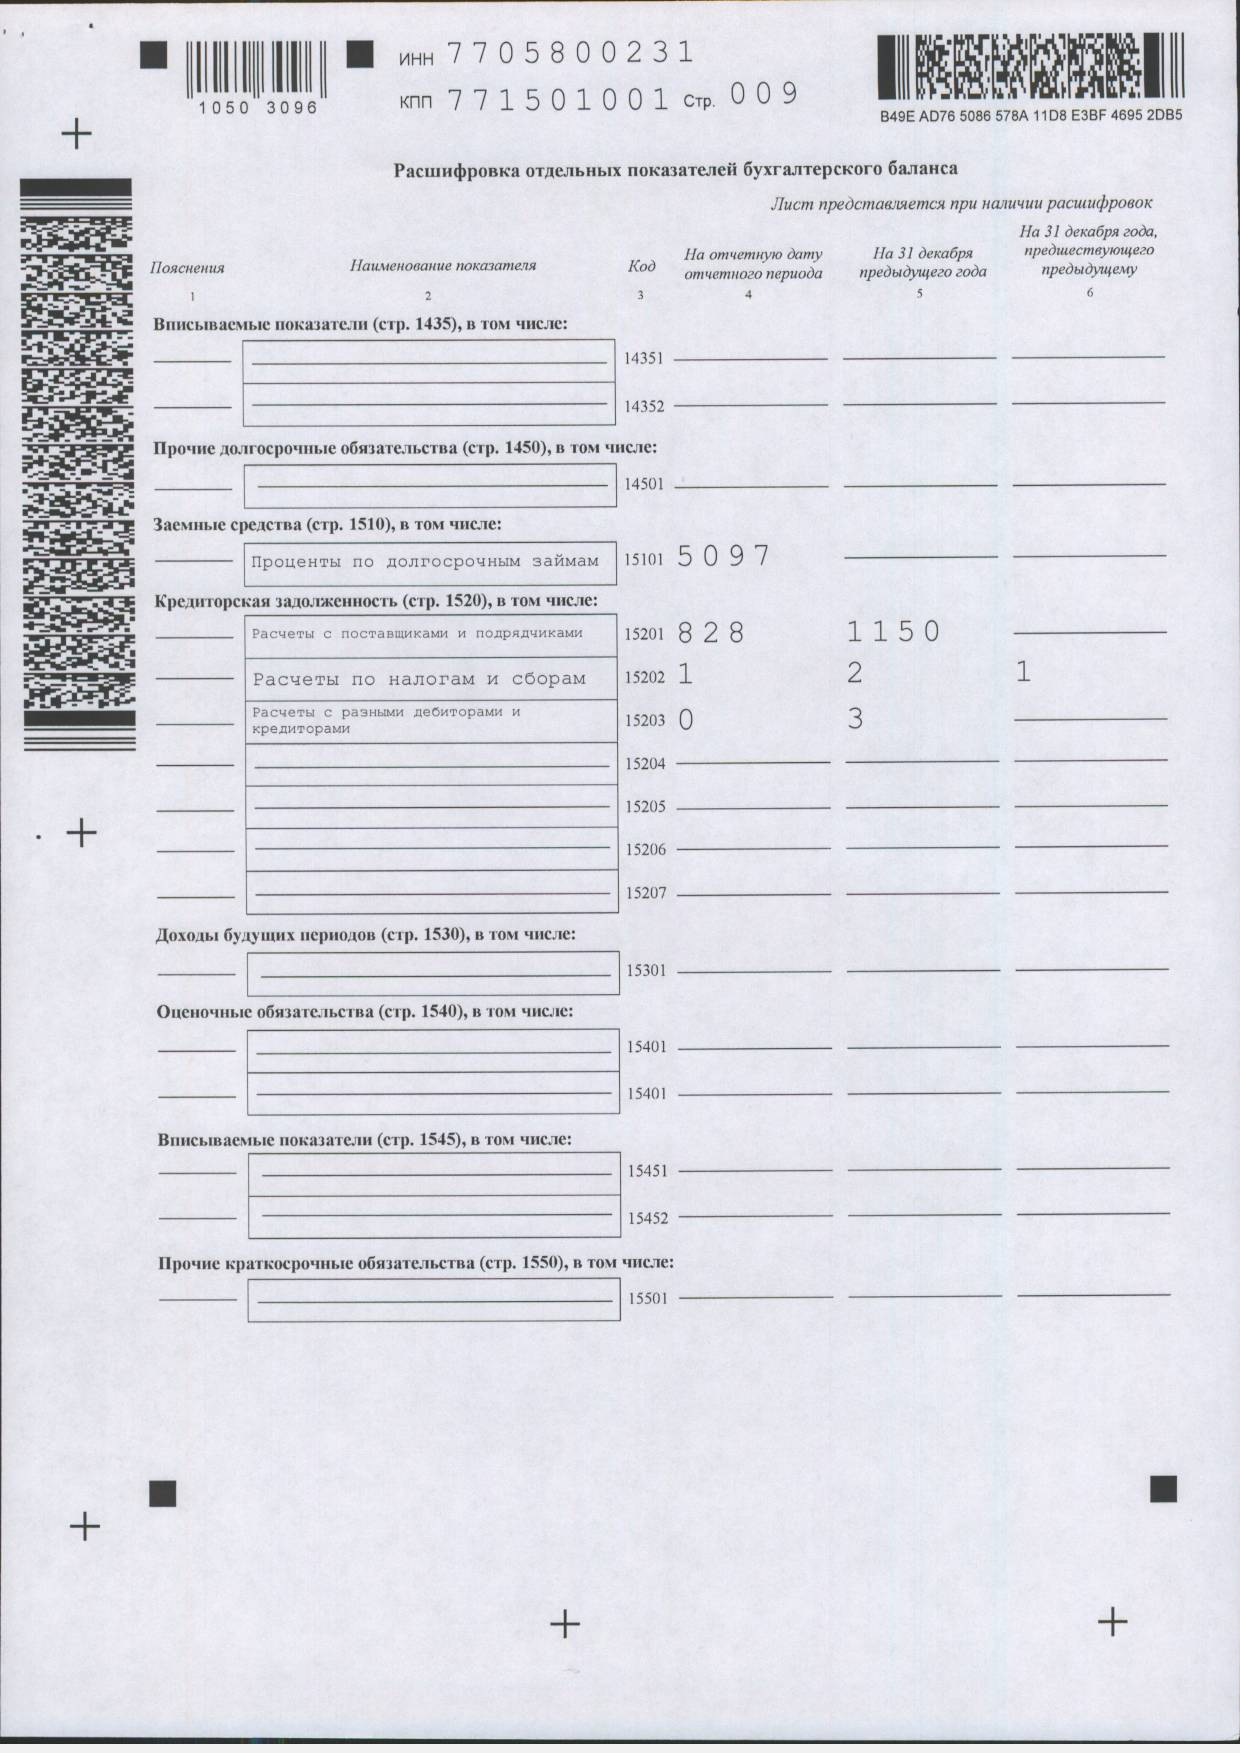 ИНН 7705800231
1050 3096
КПП 771501001 Стр. 009
B49E AD76 5086 578A 11D8 E3BF 4695 2DB5
Расшифровка отдельных показателей бухгалтерского баланса
Лист представляется при наличии расшифровок
Пояснения Наименование показателя Код На отчетную дату отчетного периода На 31 декабря предыдущего года На 31 декабря года, предшествующего предыдущему
1 2 3 4 5 6
Вписываемые показатели (стр. 1435), в том числе:
14351
14352
Прочие долгосрочные обязательства (стр. 1450), в том числе:
14501
Заемные средства (стр. 1510), в том числе:
Проценты по долгосрочным займам 15101 5097
Кредиторская задолженность (стр. 1520), в том числе:
Расчеты с поставщиками и подрядчиками 15201 828 1150
Расчеты по налогам и сборам 15202 1 2 1
Расчеты с разными дебиторами и
кредиторами 15203 0 3
15204
15205
15206
15207
Доходы будущих периодов (стр. 1530), в том числе:
15301
Оценочные обязательства (стр. 1540), в том числе:
15401
15401
Вписываемые показатели (стр. 1545), в том числе:
15451
15452
Прочие краткосрочные обязательства (стр. 1550), в том числе:
15501